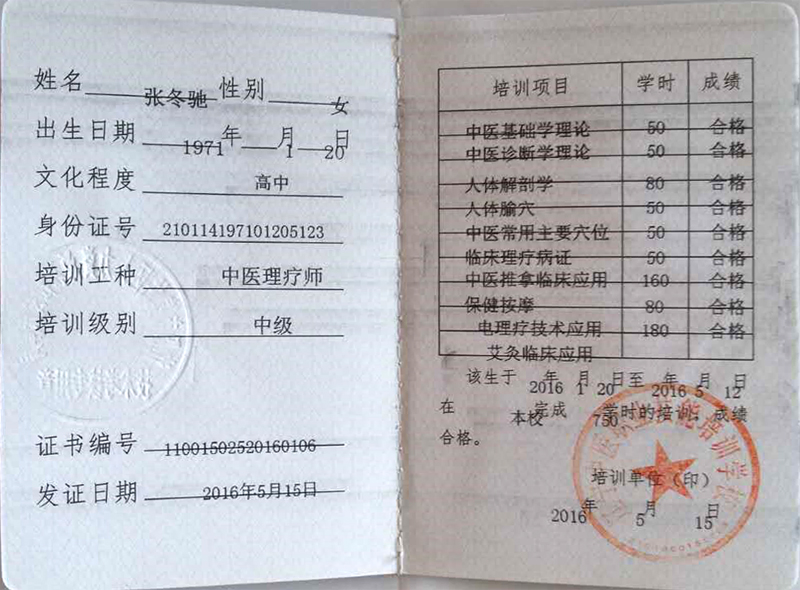 姓名 张冬驰 性别 女
出生日期 1971 年 1 月 20 日
文化程度 高中
身份证号 210114197101205123
培训工种 中医理疗师
培训级别 中级
证书编号 11001502520160106
发证日期 2016年5月15日
培训项目 学时 成绩
中医基础学理论 50 合格
中医诊断学理论 50 合格
人体解剖学 80 合格
人体腧穴 50 合格
中医常用主要穴位 50 合格
临床理疗病证 50 合格
中医推拿临床应用 160 合格
保健按摩 80 合格
电理疗技术应用 180 合格
艾灸临床应用
该生于 2016 年 1 月 20 日至 2016 年 5 月 12 日
在 本校 完成 750 学时的培训，成绩
合格。
培训单位（印）
2016 年 5 月 15 日